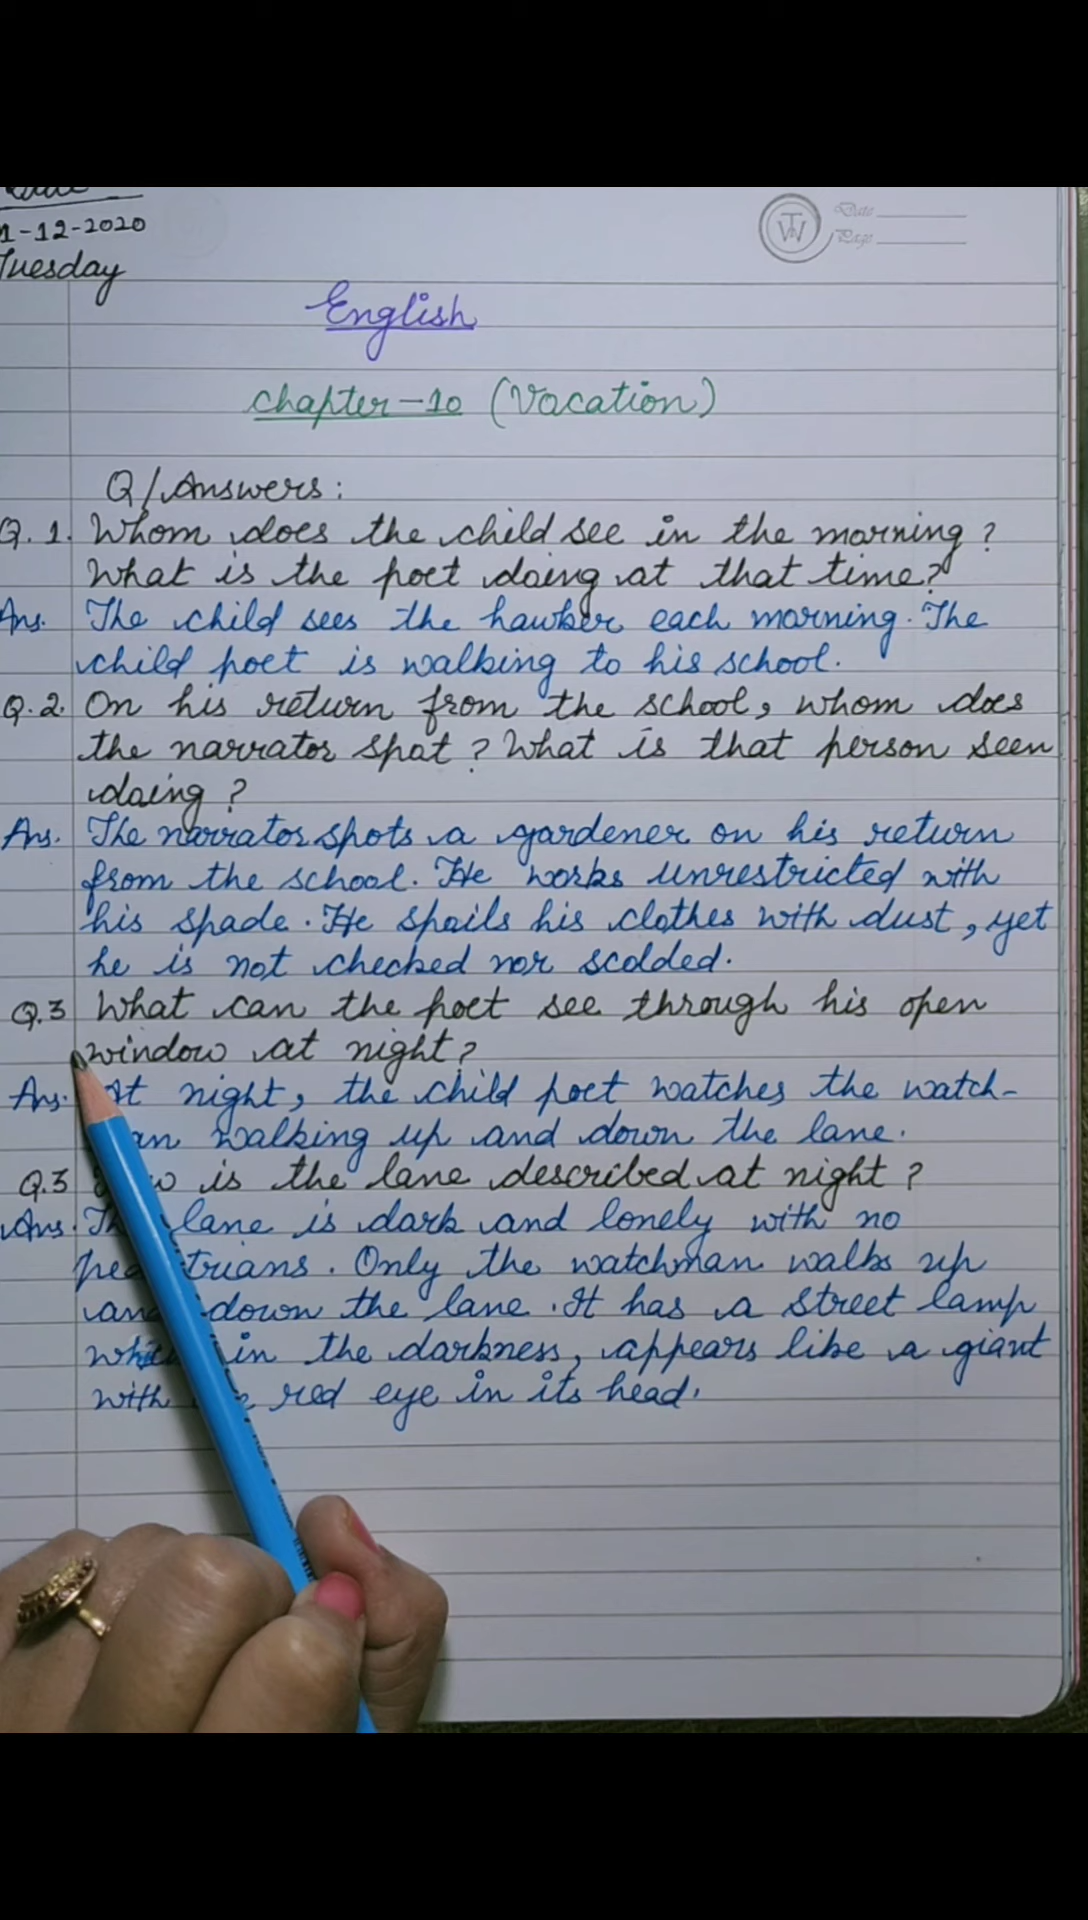 1-12-2020
Tuesday
Date
Page
TW
English
Chapter-10 (Vacation)
Q/Answers:
Q.1. Whom does the child see in the morning?
What is the poet doing at that time?
Ans. The child sees the hawker each morning. The
child poet is walking to his school.
Q.2. On his return from the school, whom does
the narrator spot? What is that person seen
doing?
Ans. The narrator spots a gardener on his return
from the school. He works unrestricted with
his spade. He spoils his clothes with dust, yet
he is not checked nor scolded.
Q.3 What can the poet see through his open
window at night?
Ans. At night, the child poet watches the watch-
an walking up and down the lane.
Q.3 is the lane described at night?
Ans. lane is dark and lonely with no
trians. Only the watchman walks up
and down the lane. It has a street lamp
in the darkness, appears like a giant
with red eye in its head.